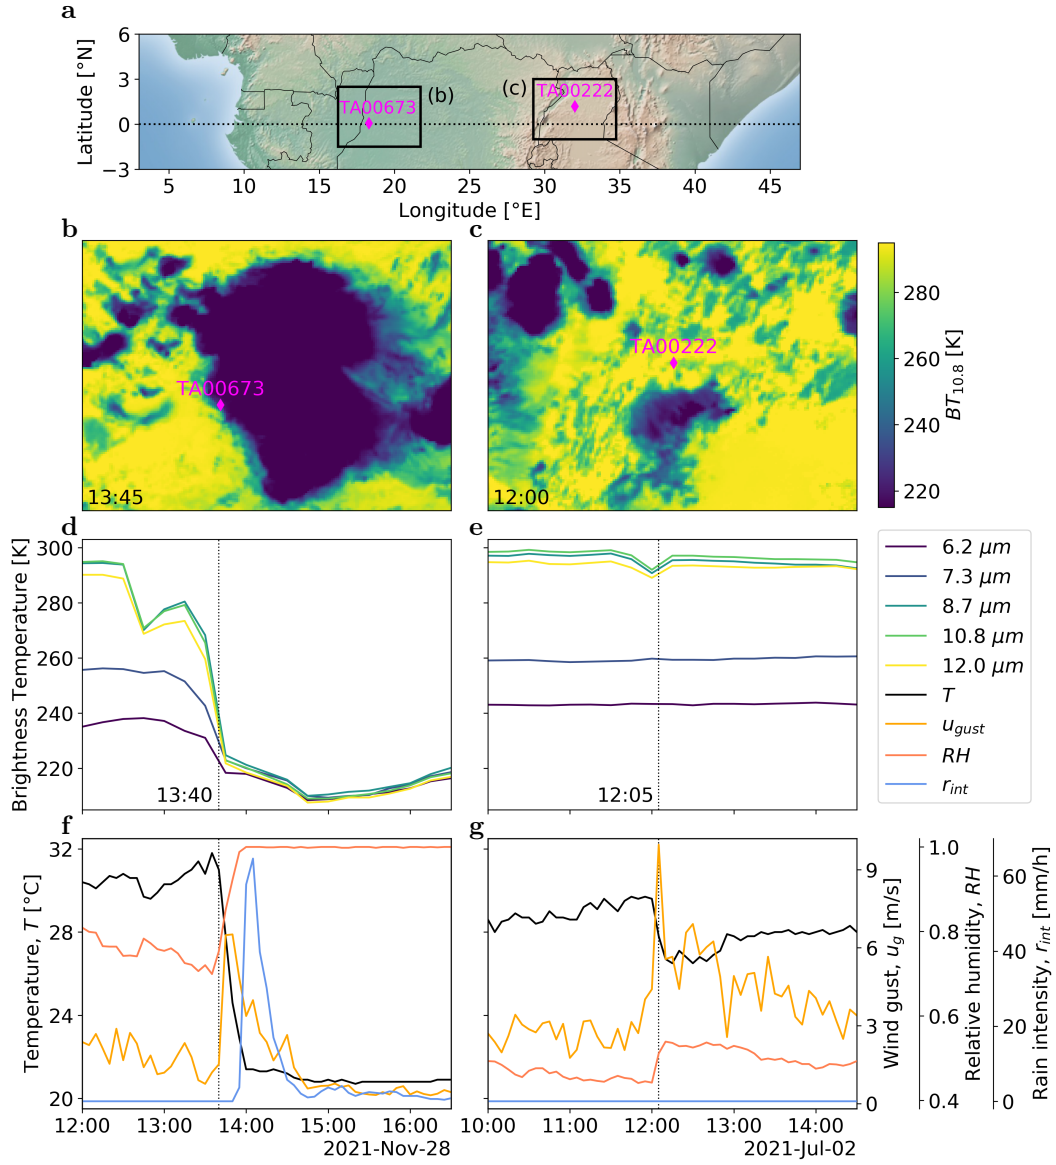 a
6
3
0
−3
Latitude [°N]
TA00673
(b)
(c)
TA00222
5 10 15 20 25 30 35 40 45
Longitude [°E]
b
TA00673
13:45
c
TA00222
12:00
280
260
240
220
BT10.8 [K]
d
300
280
260
240
220
Brightness Temperature [K]
13:40
e
12:05
6.2 μm
7.3 μm
8.7 μm
10.8 μm
12.0 μm
T
ugust
RH
rint
f
32
28
24
20
Temperature, T [°C]
12:00 13:00 14:00 15:00 16:00
2021-Nov-28
g
10:00 11:00 12:00 13:00 14:00
2021-Jul-02
9
6
3
0
Wind gust, ug [m/s]
1.0
0.8
0.6
0.4
Relative humidity, RH
60
40
20
0
Rain intensity, rint [mm/h]